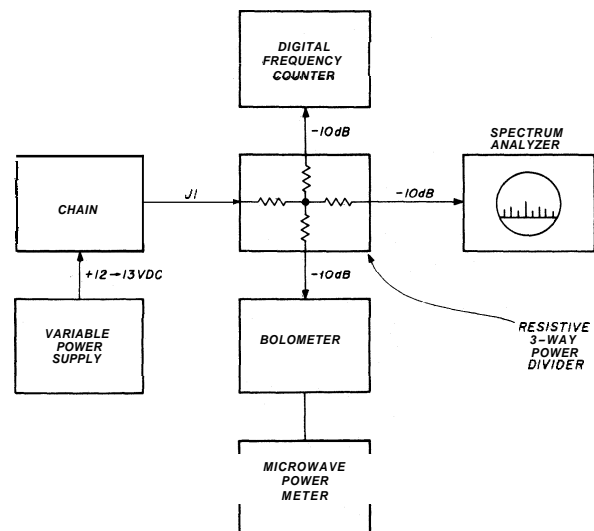 DIGITAL
FREQUENCY
COUNTER
-10dB
SPECTRUM
ANALYZER
CHAIN
J1
-10dB
+12→13VDC
-10dB
VARIABLE
POWER
SUPPLY
BOLOMETER
RESISTIVE
3-WAY
POWER
DIVIDER
MICROWAVE
POWER
METER